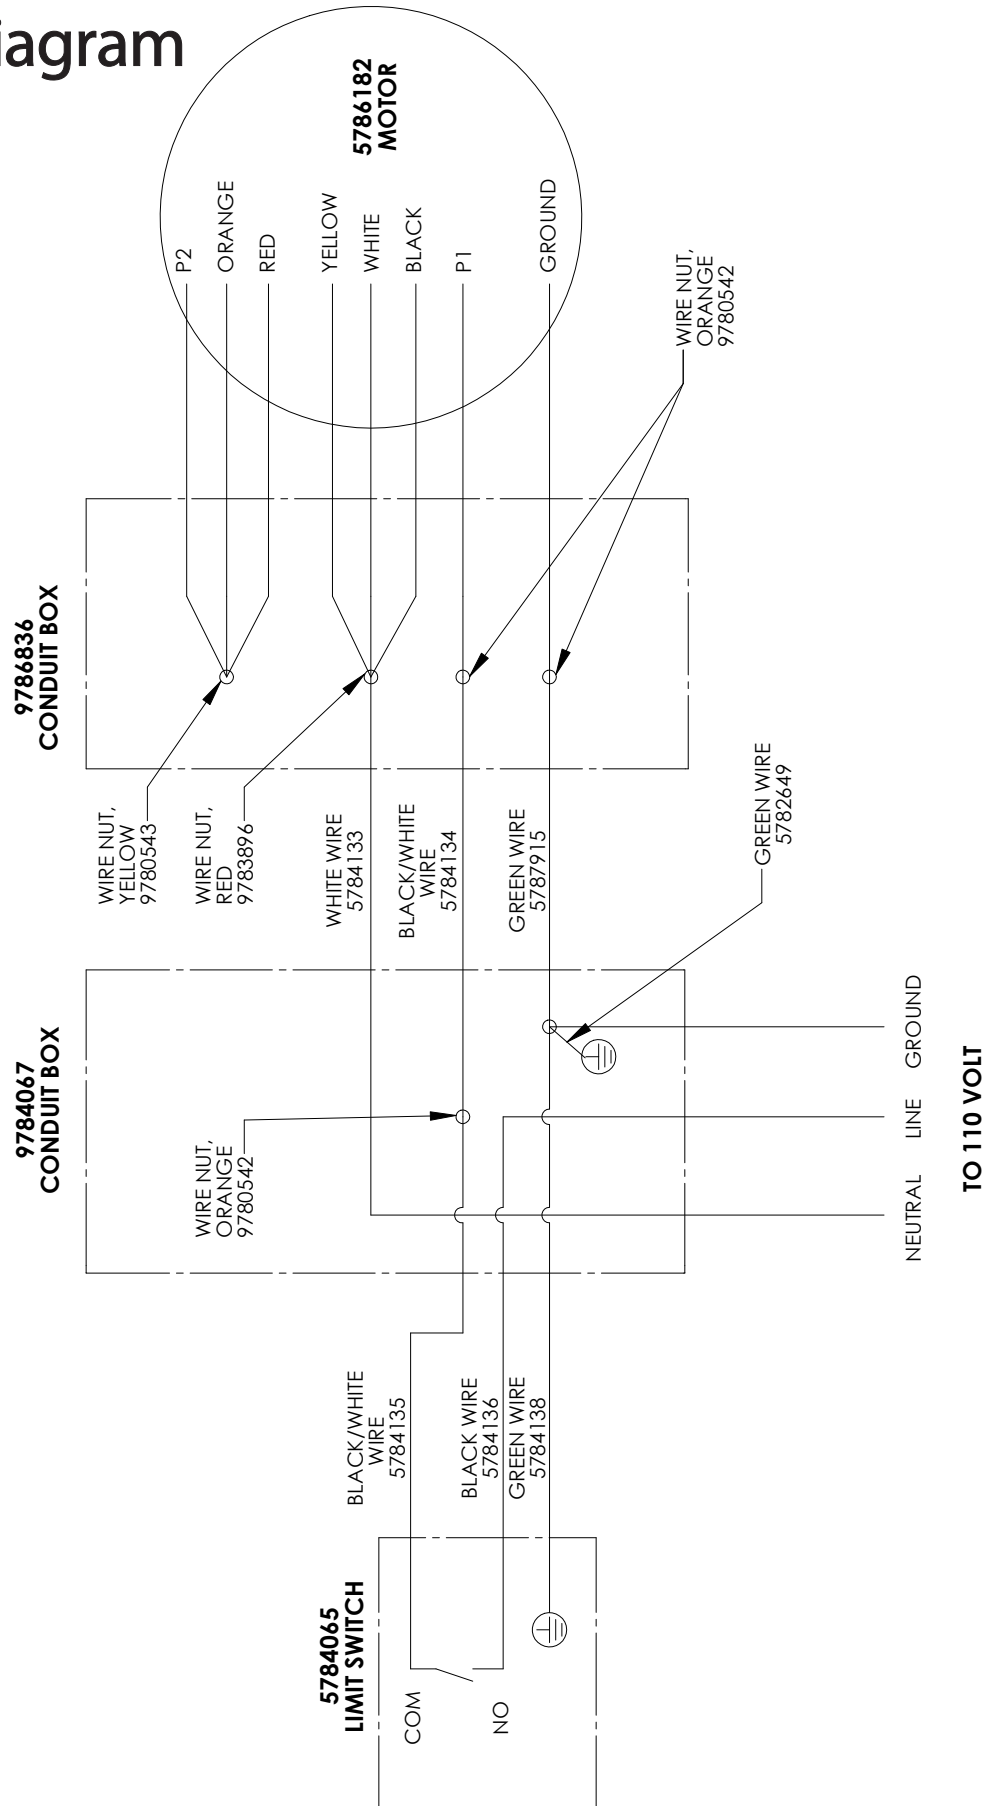 iagram
5786182
MOTOR
P2
ORANGE
RED
YELLOW
WHITE
BLACK
P1
GROUND
WIRE NUT,
ORANGE
9780542
9786836
CONDUIT BOX
WIRE NUT,
YELLOW
9780543
WIRE NUT,
RED
9783896
WHITE WIRE
5784133
BLACK/WHITE
WIRE
5784134
GREEN WIRE
5787915
GREEN WIRE
5782649
9784067
CONDUIT BOX
WIRE NUT,
ORANGE
9780542
NEUTRAL
LINE
GROUND
TO 110 VOLT
BLACK/WHITE
WIRE
5784135
BLACK WIRE
5784136
GREEN WIRE
5784138
5784065
LIMIT SWITCH
COM
NO